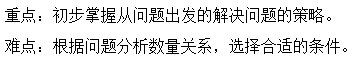 重点：初步掌握从问题出发的解决问题的策略。
难点：根据问题分析数量关系，选择合适的条件。